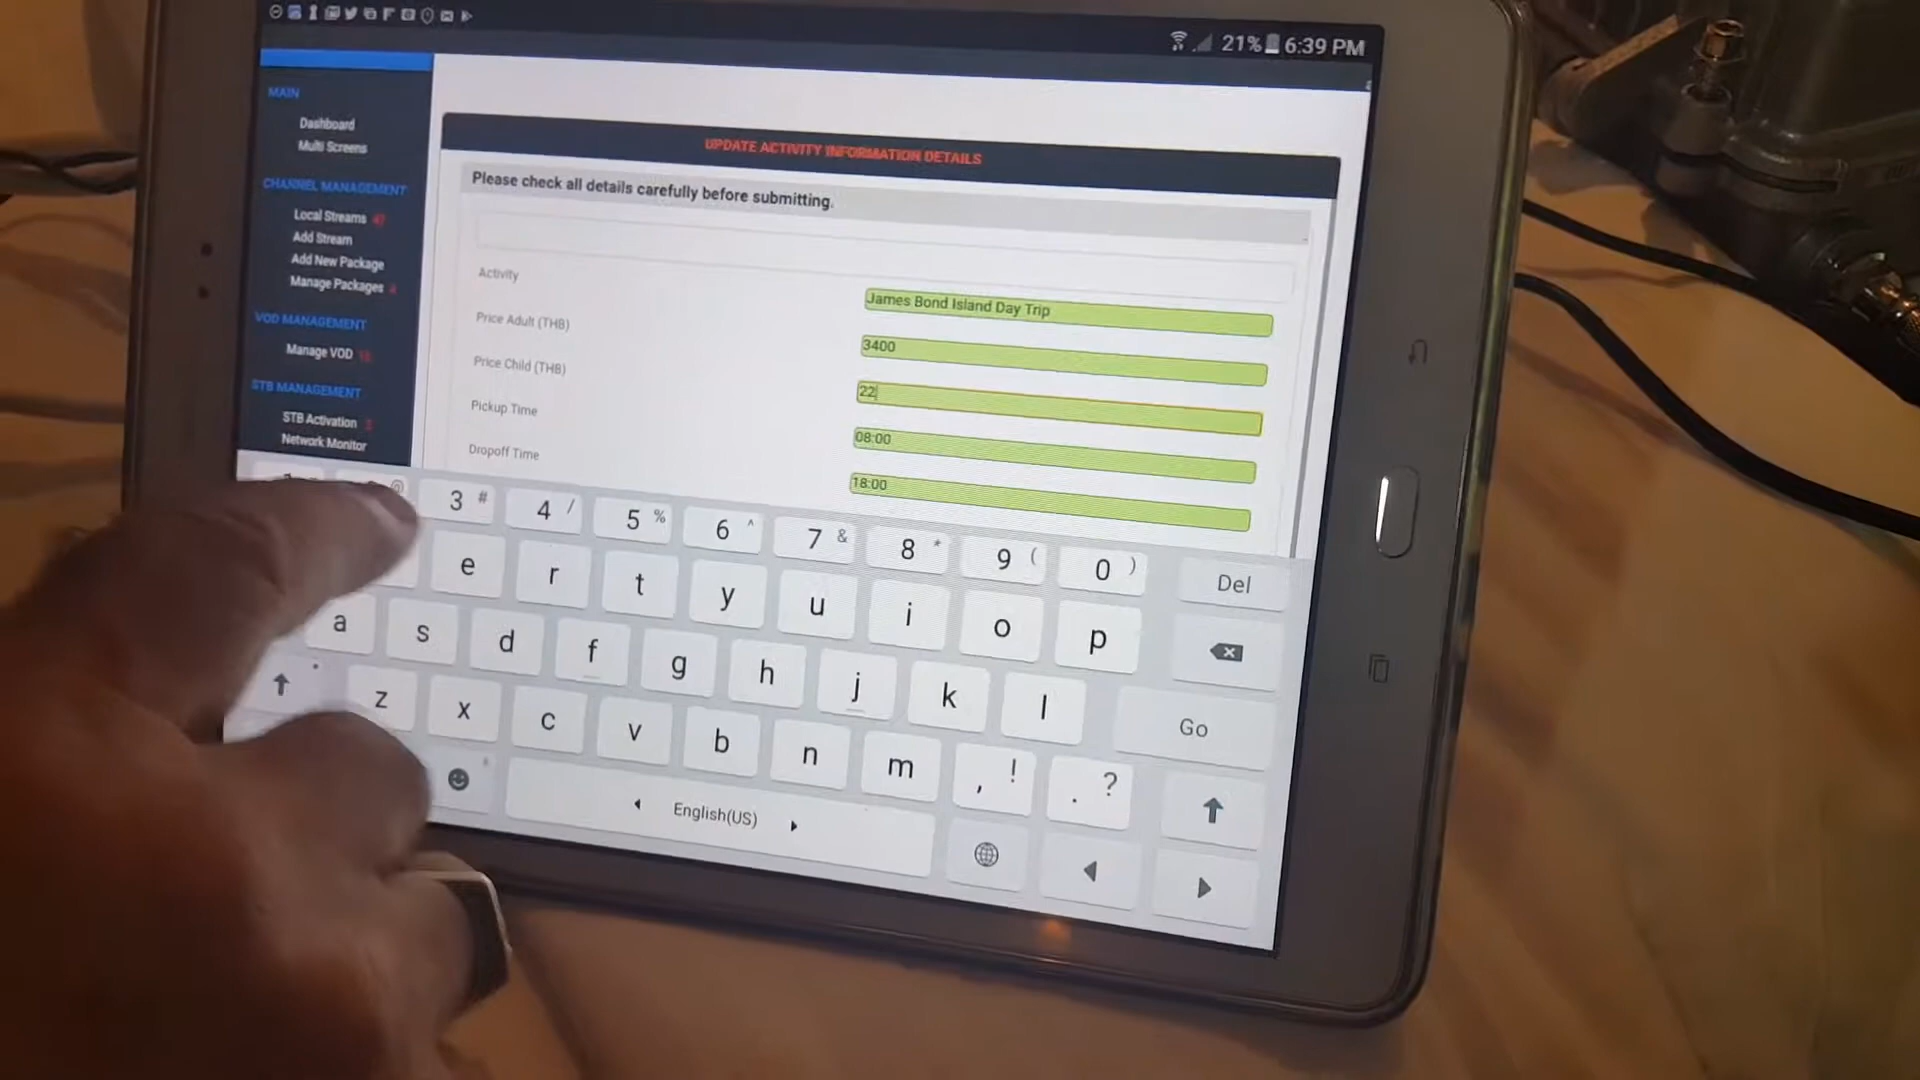 21% 6:39 PM
MAIN
Dashboard
Multi Screens
CHANNEL MANAGEMENT
Local Streams
Add Stream
Add New Package
Manage Packages
VOD MANAGEMENT
Manage VOD
STB MANAGEMENT
STB Activation
Network Monitor
UPDATE ACTIVITY INFORMATION DETAILS
Please check all details carefully before submitting.
Activity
James Bond Island Day Trip
Price Adult (THB)
3400
Price Child (THB)
22
Pickup Time
08:00
Dropoff Time
18:00
@ 3 # 4 / 5 % 6 ^ 7 & 8 * 9 ( 0 ) Del
e r t y u i o p
a s d f g h j k l Go
z x c v b n m , ! . ?
English(US)